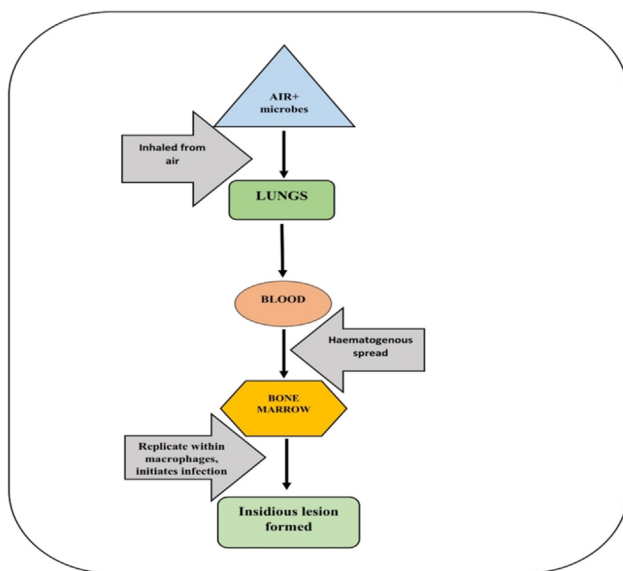 AIR+
microbes
Inhaled from
air
LUNGS
BLOOD
Haematogenous
spread
BONE
MARROW
Replicate within
macrophages,
initiates infection
Insidious lesion
formed